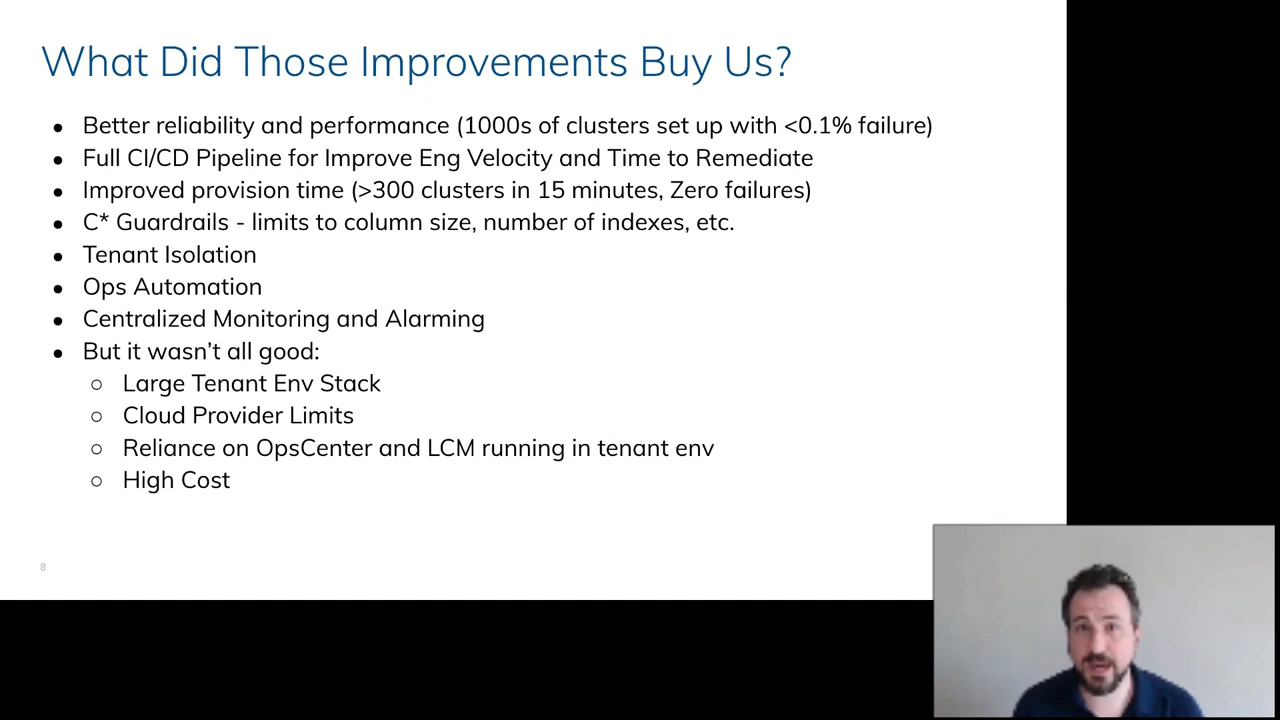 What Did Those Improvements Buy Us?
● Better reliability and performance (1000s of clusters set up with <0.1% failure)
● Full CI/CD Pipeline for Improve Eng Velocity and Time to Remediate
● Improved provision time (>300 clusters in 15 minutes, Zero failures)
● C* Guardrails - limits to column size, number of indexes, etc.
● Tenant Isolation
● Ops Automation
● Centralized Monitoring and Alarming
● But it wasn’t all good:
○ Large Tenant Env Stack
○ Cloud Provider Limits
○ Reliance on OpsCenter and LCM running in tenant env
○ High Cost
8